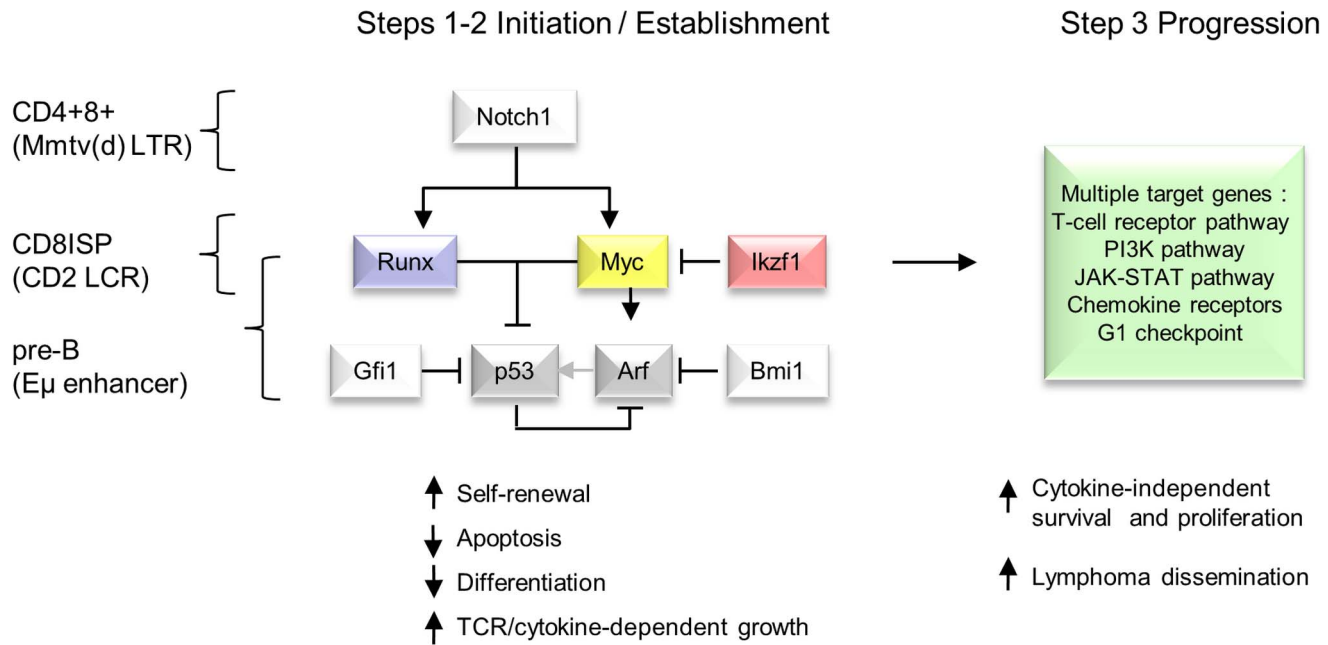 Steps 1-2 Initiation / Establishment
Step 3 Progression
CD4+8+
(Mmtv(d) LTR)
Notch1
CD8ISP
(CD2 LCR)
Runx
Myc
Ikzf1
pre-B
(Eµ enhancer)
Gfi1
p53
Arf
Bmi1
Multiple target genes :
T-cell receptor pathway
PI3K pathway
JAK-STAT pathway
Chemokine receptors
G1 checkpoint
Self-renewal
Apoptosis
Differentiation
TCR/cytokine-dependent growth
Cytokine-independent
survival and proliferation
Lymphoma dissemination